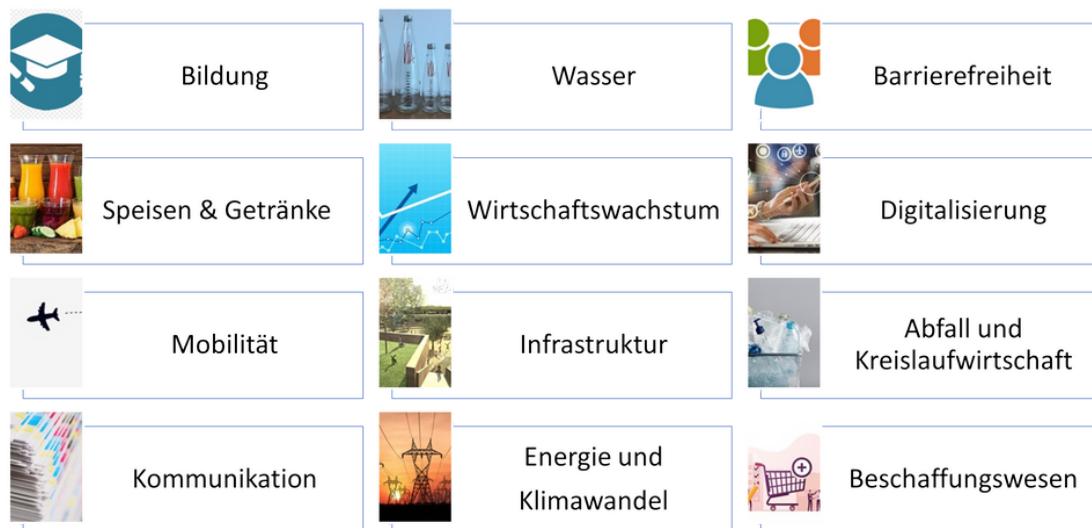 Bildung
Wasser
Barrierefreiheit
Speisen & Getränke
Wirtschaftswachstum
Digitalisierung
Mobilität
Infrastruktur
Abfall und
Kreislaufwirtschaft
Kommunikation
Energie und
Klimawandel
Beschaffungswesen